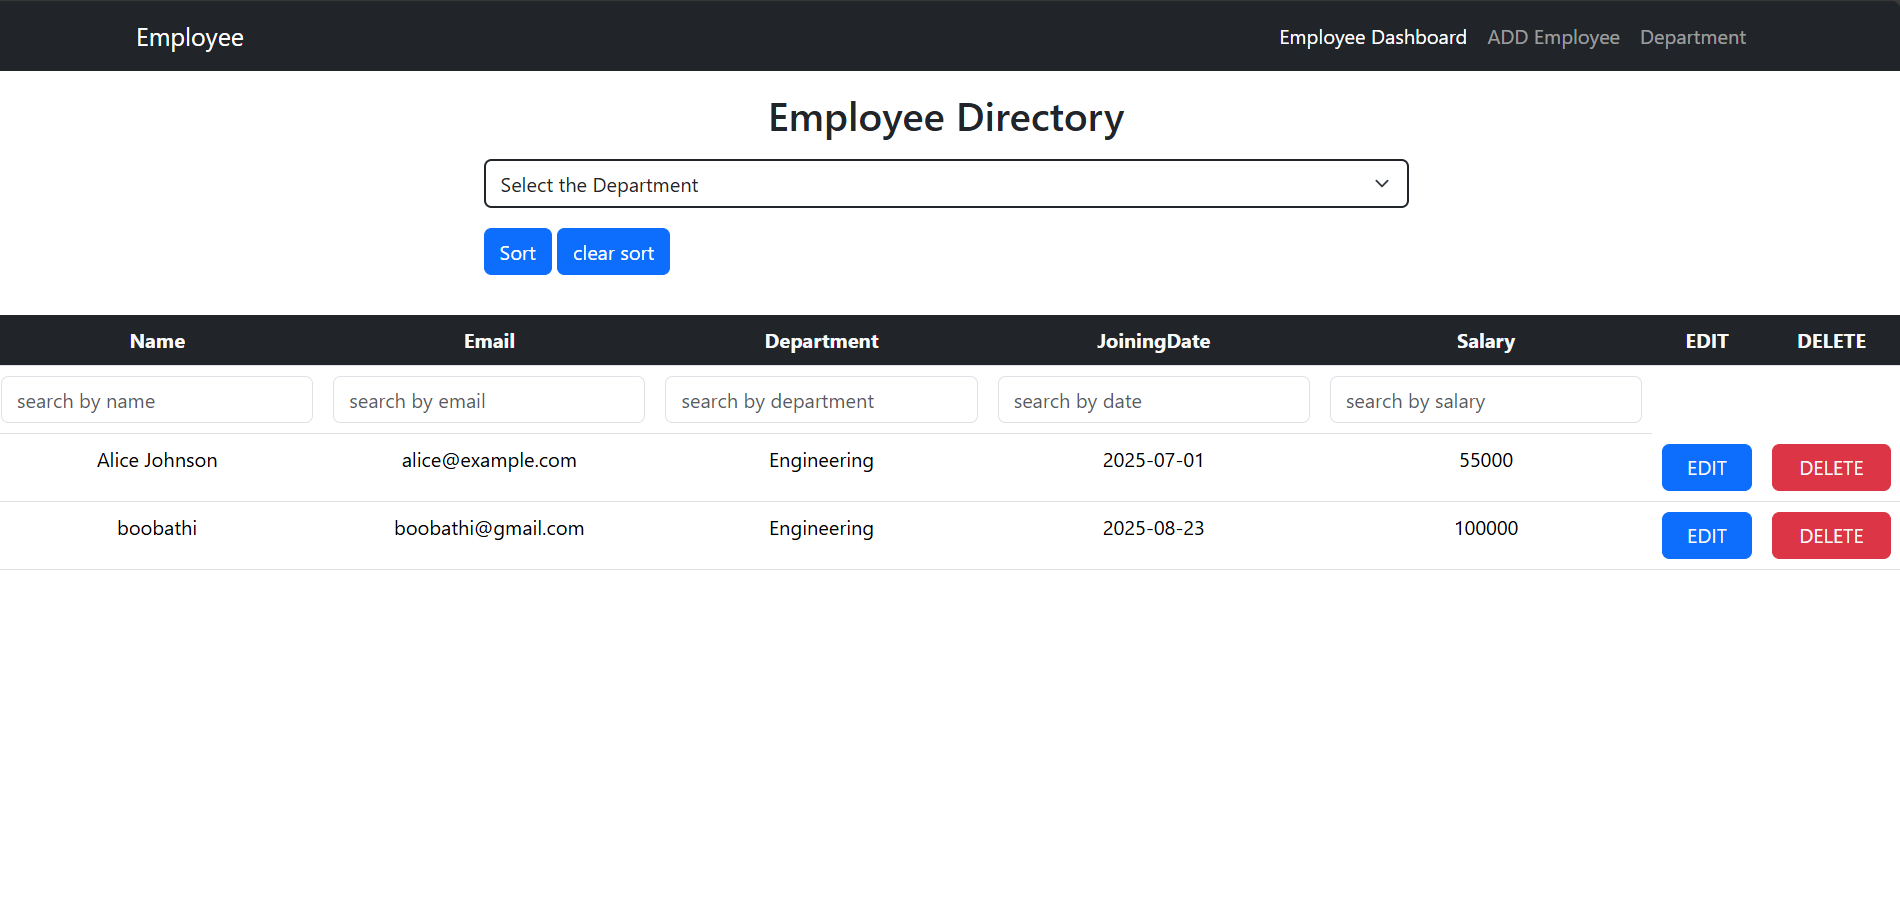 Employee Employee Dashboard ADD Employee Department
Employee Directory
Select the Department
Sort clear sort
Name Email Department JoiningDate Salary EDIT DELETE
search by name search by email search by department search by date search by salary
Alice Johnson alice@example.com Engineering 2025-07-01 55000 EDIT DELETE
boobathi boobathi@gmail.com Engineering 2025-08-23 100000 EDIT DELETE